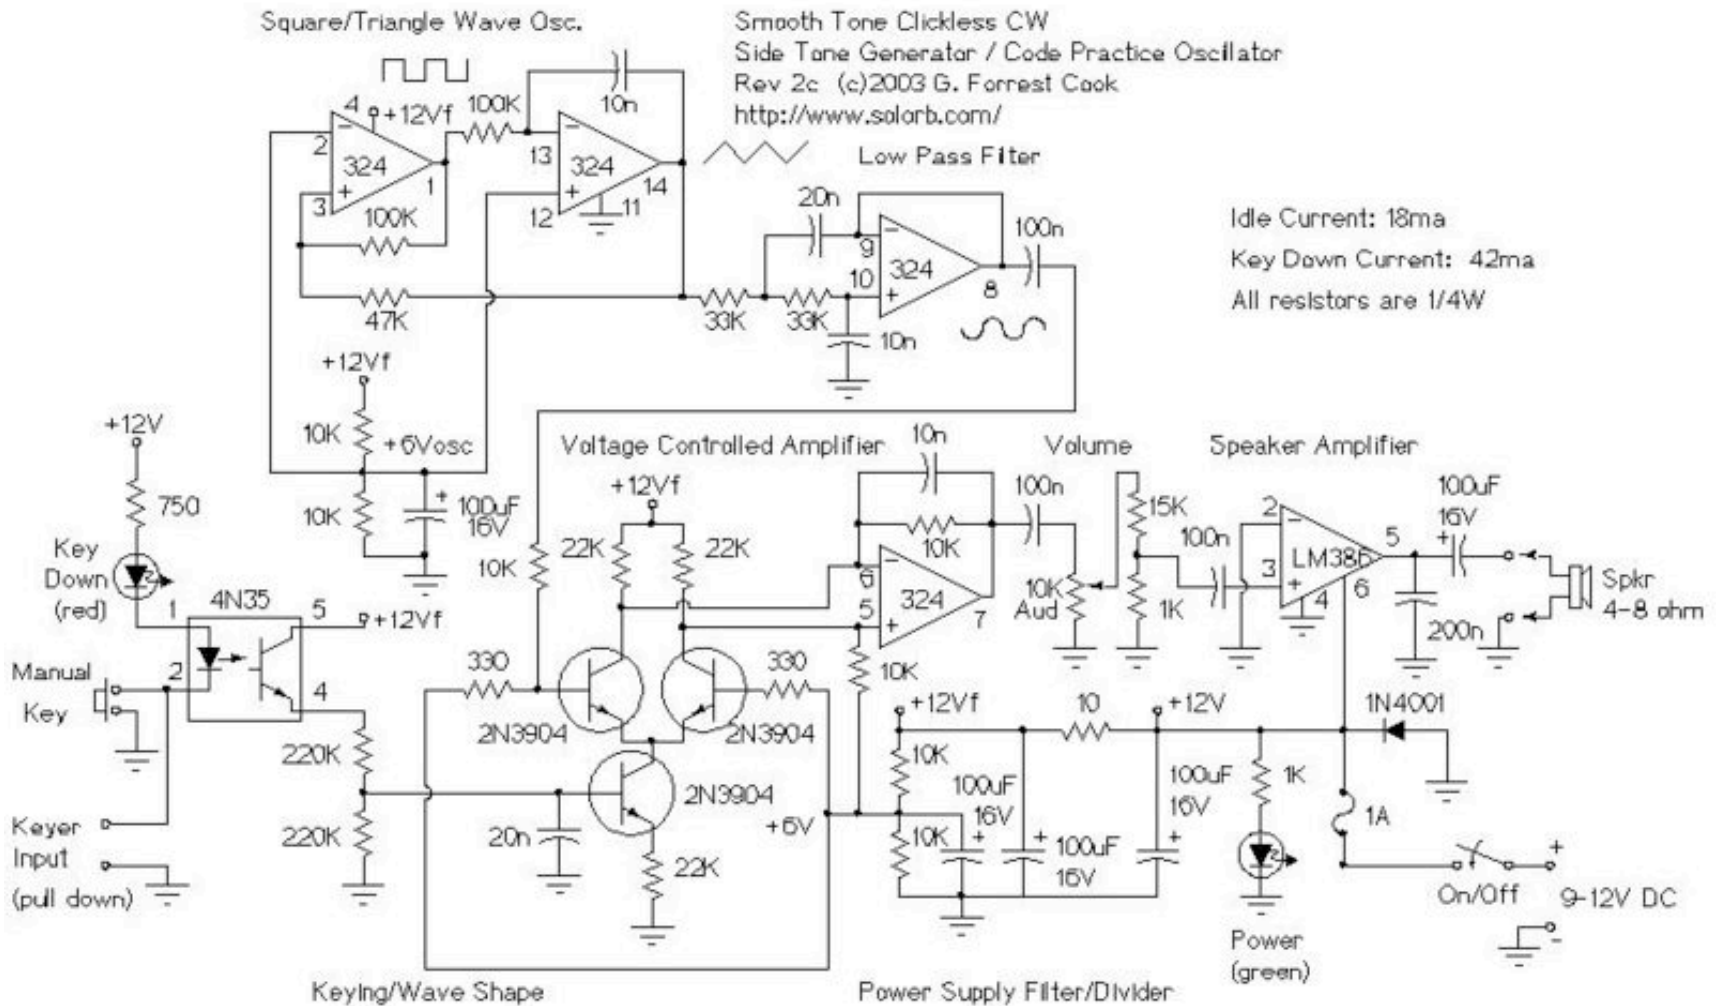 Square/Triangle Wave Osc.
Smooth Tone Clickless CW
Side Tone Generator / Code Practice Oscillator
Rev 2c (c)2003 G. Forrest Cook
http://www.solorb.com/
4
+12Vf
100K
10n
2
324
1
3
13
324
14
12
11
100K
47K
Low Pass Filter
20n
9
10
324
8
100n
33K
33K
10n
Idle Current: 18ma
Key Down Current: 42ma
All resistors are 1/4W
+12Vf
10K
+6Vosc
10K
100uF
16V
+12V
750
Key
Down
(red)
4N35
1
5
+12Vf
2
4
Manual
Key
220K
220K
Keyer
Input
(pull down)
20n
Voltage Controlled Amplifier
+12Vf
10K
22K
22K
10n
10K
6
5
324
7
330
330
2N3904
2N3904
2N3904
22K
10K
+6V
Volume
100n
10K
Aud
15K
1K
100n
Speaker Amplifier
2
3
LM386
5
6
4
100uF
16V
200n
Spkr
4-8 ohm
+12Vf
10
+12V
1N4001
10K
10K
100uF
16V
100uF
16V
100uF
16V
1K
1A
Power
(green)
On/Off
9-12V DC
Keying/Wave Shape
Power Supply Filter/Divider